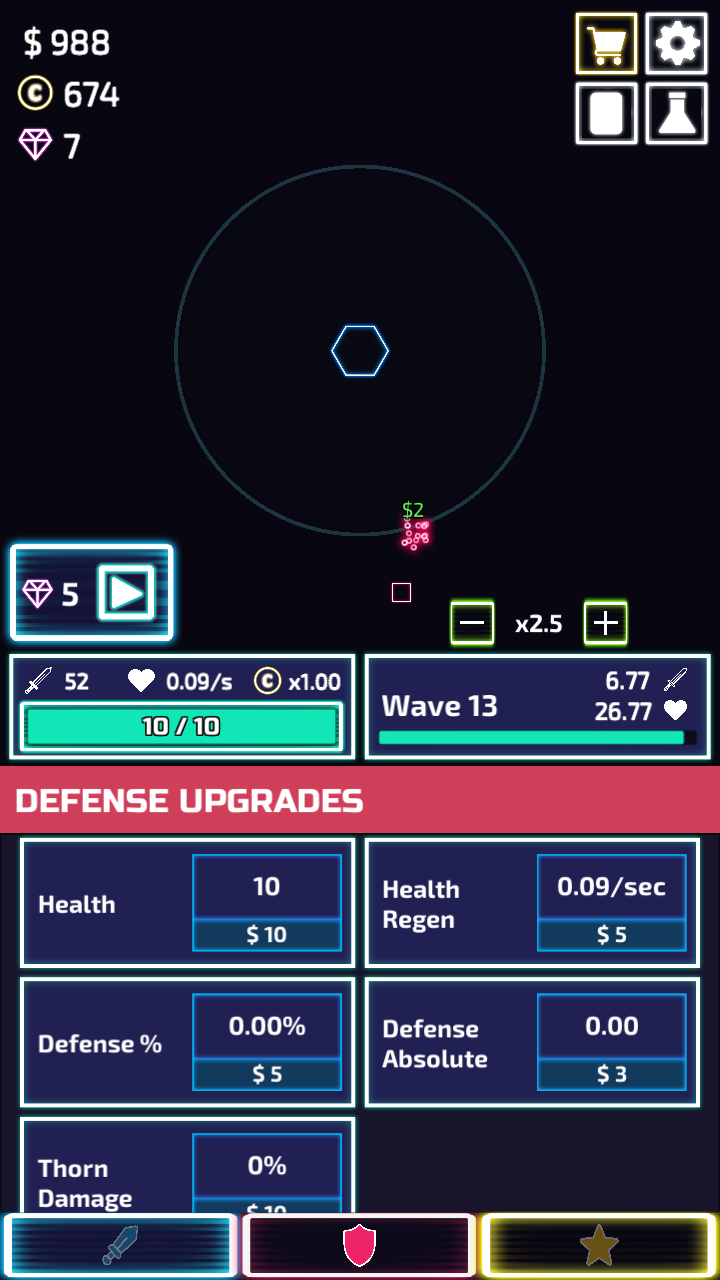 $ 988
C 674
7
$2
5
x2.5
52
0.09/s
C x1.00
10 / 10
Wave 13
6.77
26.77
DEFENSE UPGRADES
Health
10
$ 10
Health
Regen
0.09/sec
$ 5
Defense %
0.00%
$ 5
Defense
Absolute
0.00
$ 3
Thorn
Damage
0%
$ 10